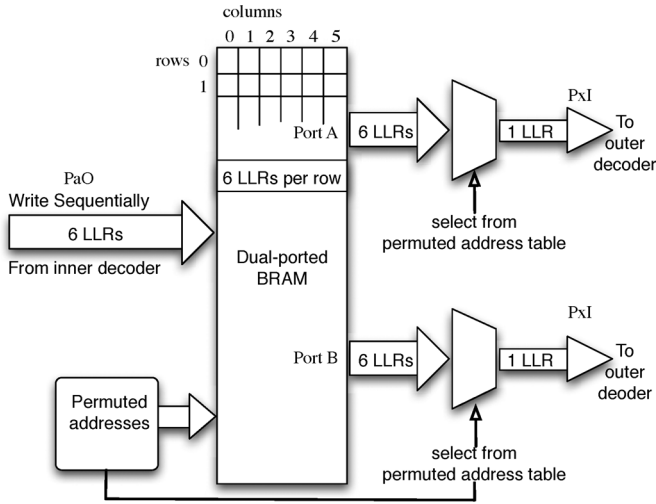 columns
0 1 2 3 4 5
rows 0
1
Port A
6 LLRs
1 LLR
PxI
To
outer
decoder
6 LLRs per row
PaO
Write Sequentially
6 LLRs
From inner decoder
select from
permuted address table
Dual-ported
BRAM
Port B
6 LLRs
1 LLR
PxI
To
outer
deoder
Permuted
addresses
select from
permuted address table